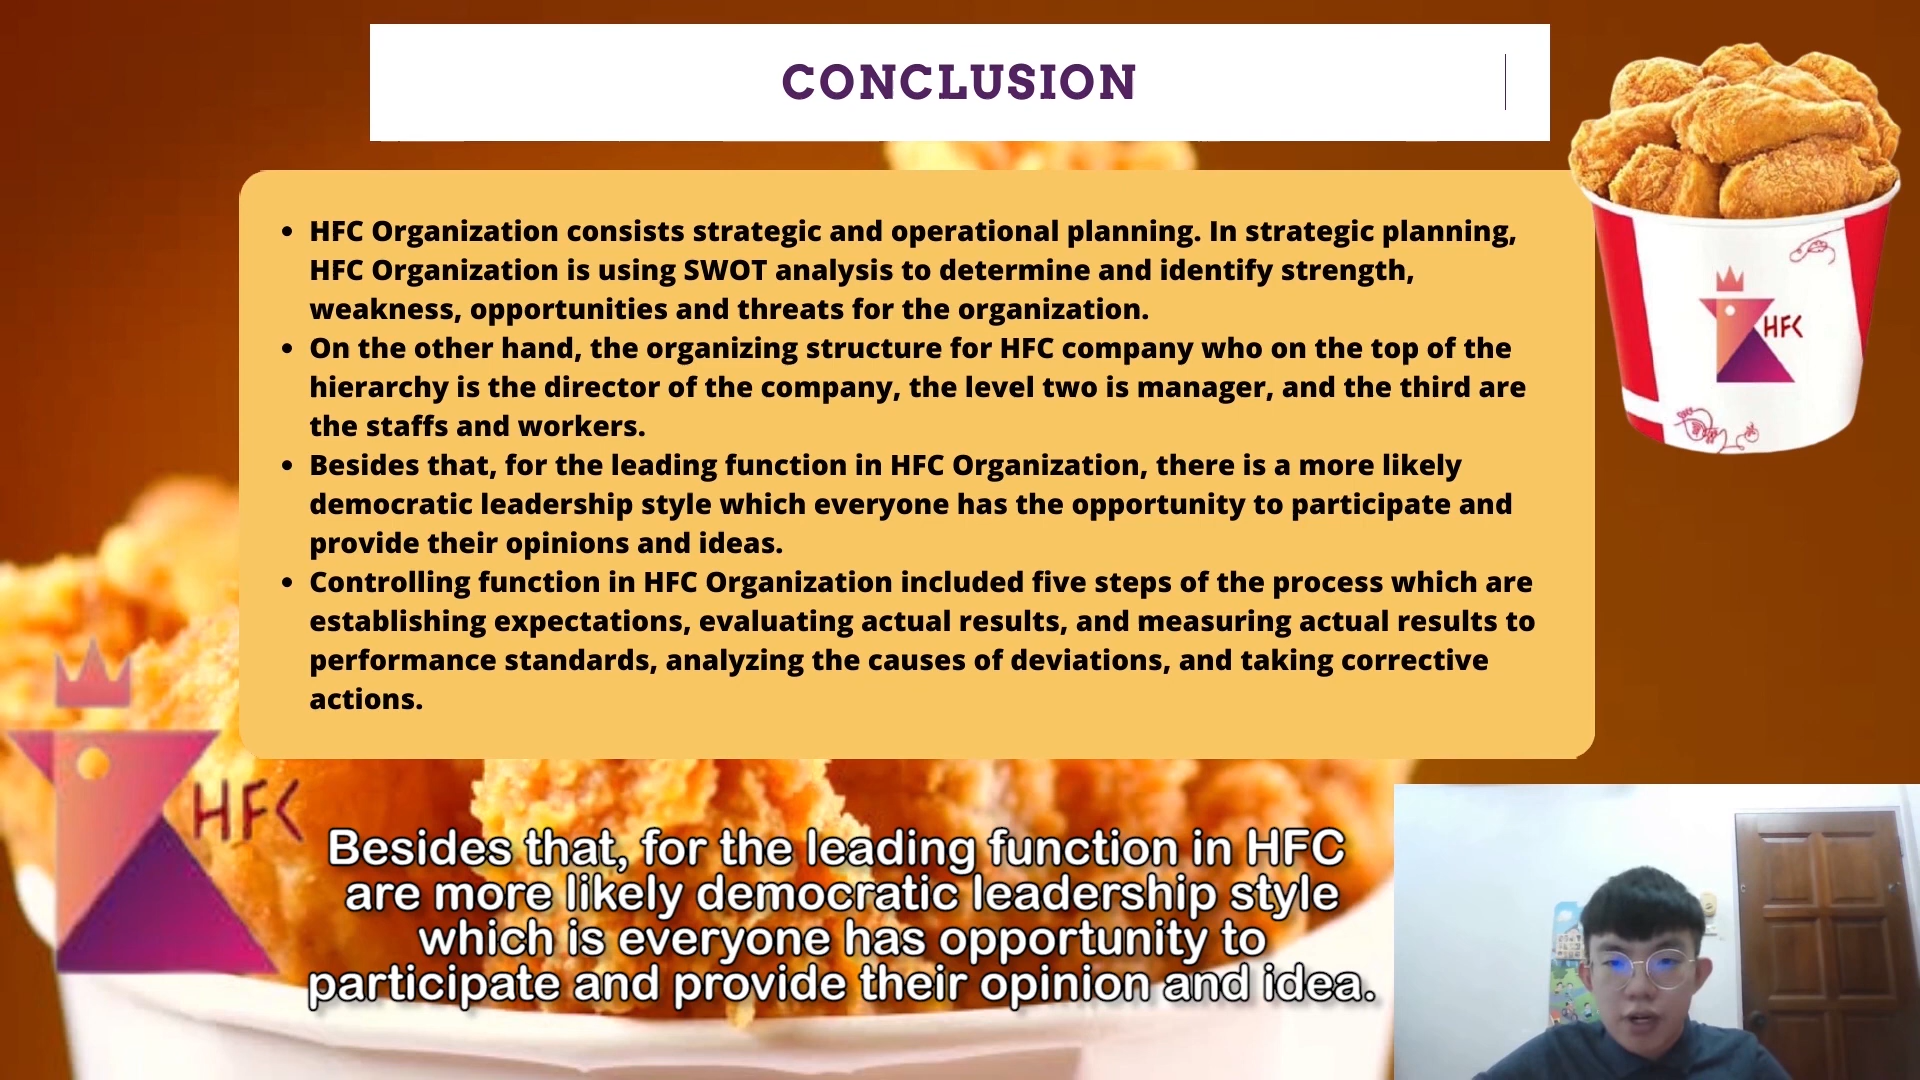 CONCLUSION
• HFC Organization consists strategic and operational planning. In strategic planning,
HFC Organization is using SWOT analysis to determine and identify strength,
weakness, opportunities and threats for the organization.
• On the other hand, the organizing structure for HFC company who on the top of the
hierarchy is the director of the company, the level two is manager, and the third are
the staffs and workers.
• Besides that, for the leading function in HFC Organization, there is a more likely
democratic leadership style which everyone has the opportunity to participate and
provide their opinions and ideas.
• Controlling function in HFC Organization included five steps of the process which are
establishing expectations, evaluating actual results, and measuring actual results to
performance standards, analyzing the causes of deviations, and taking corrective
actions.
HFC
HFC
Besides that, for the leading function in HFC
are more likely democratic leadership style
which is everyone has opportunity to
participate and provide their opinion and idea.